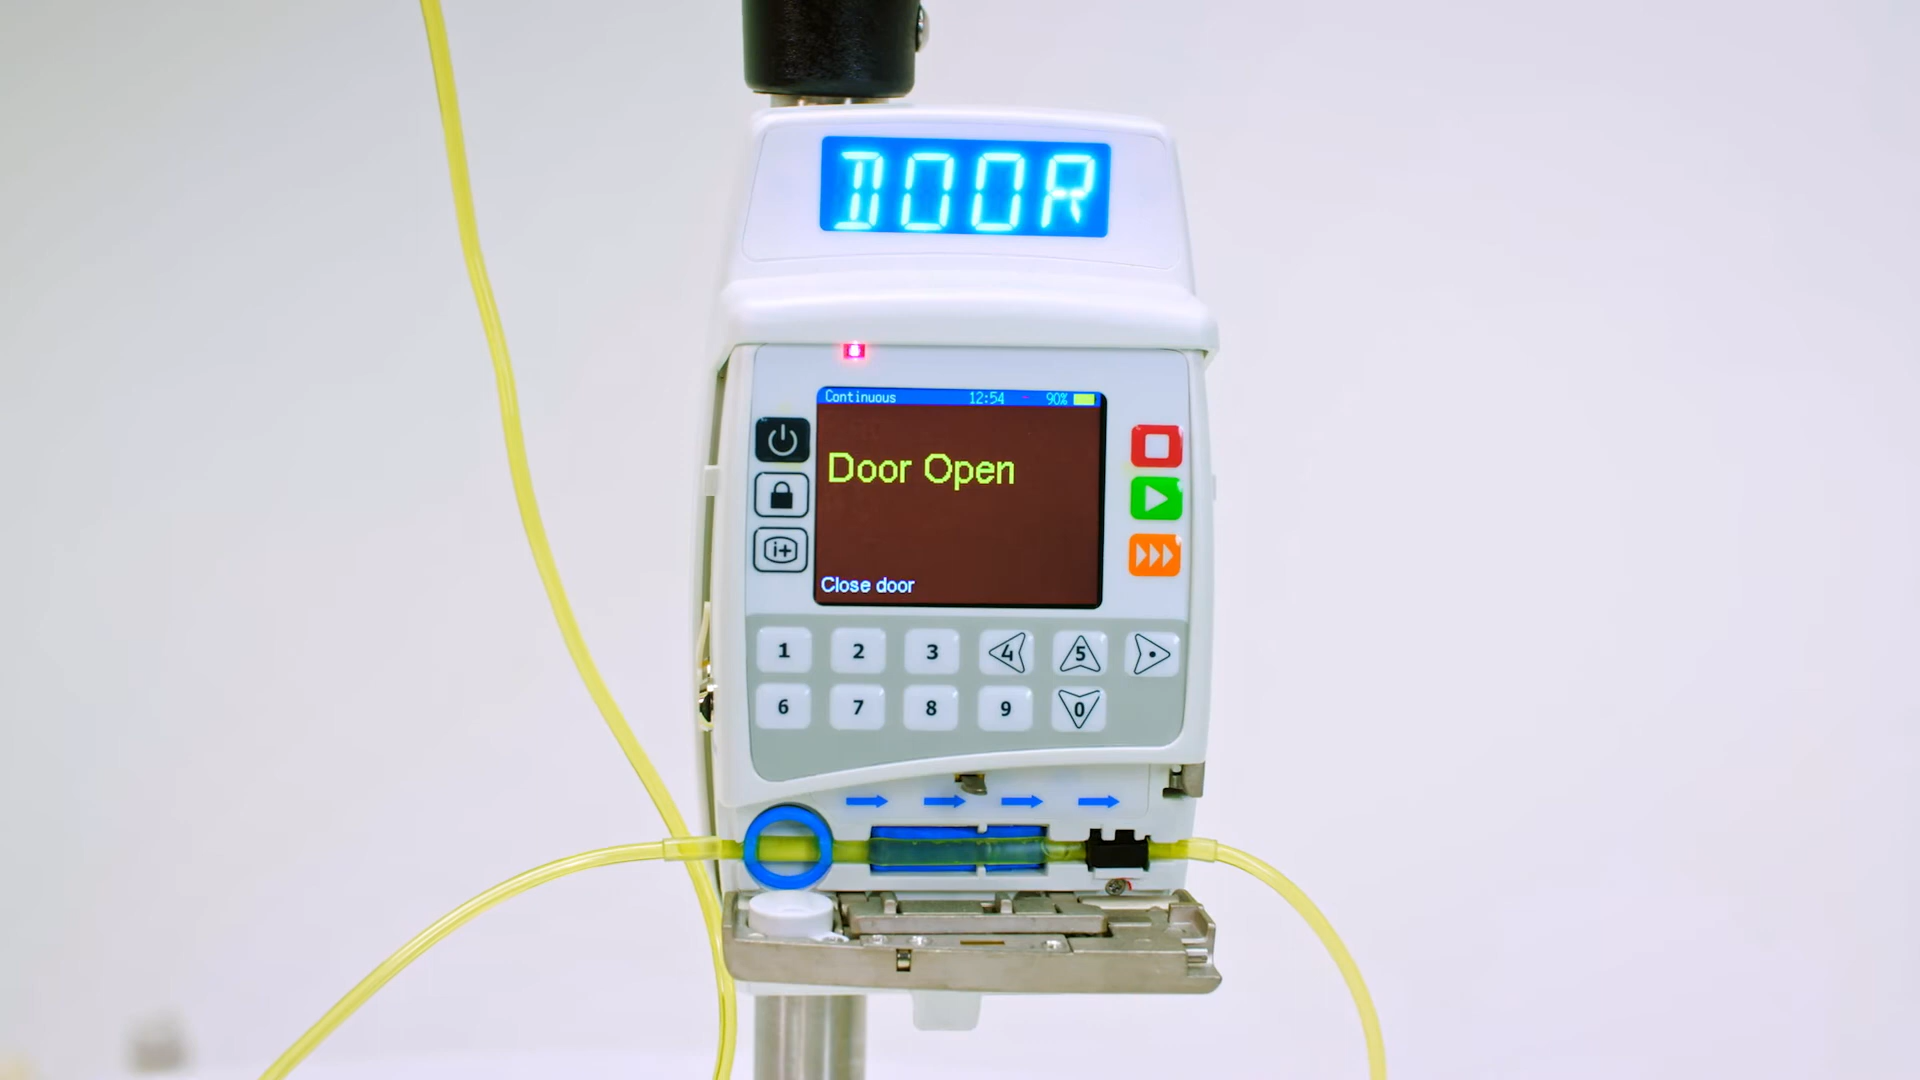 DOOR
Continuous 12:54 90%
Door Open
Close door
i+
1 2 3 4 5 •
6 7 8 9 0